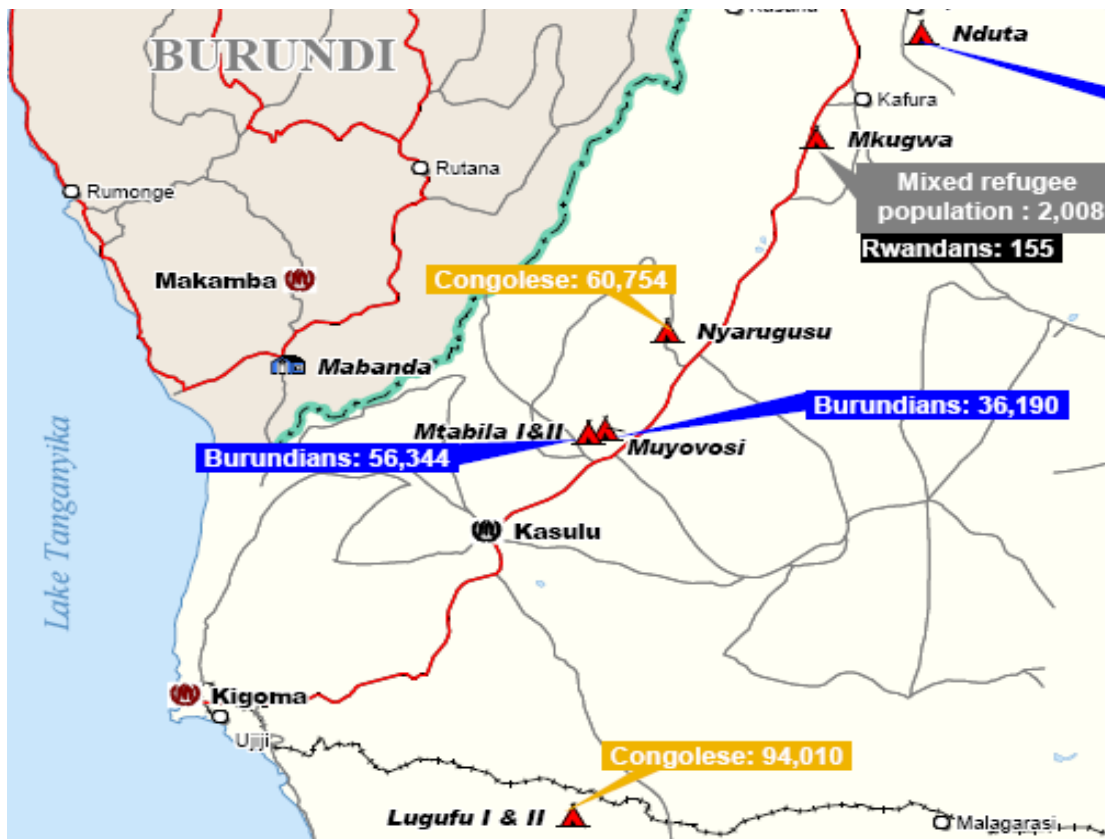 Nduta
BURUNDI
Kafura
Mkugwa
Rutana
Mixed refugee
population : 2,008
Rumonge
Rwandans: 155
Makamba
Congolese: 60,754
Nyarugusu
Mabanda
Burundians: 36,190
Mtabila I&II
Muyovosi
Burundians: 56,344
Lake Tanganyika
Kasulu
Kigoma
Ujiji
Congolese: 94,010
Lugufu I & II
Malagarasi